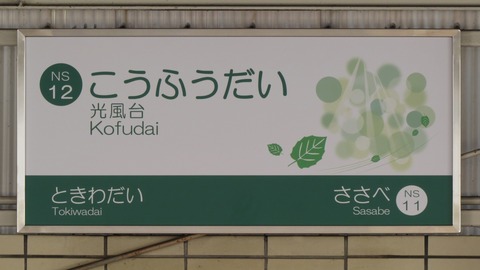 NS
12
こうふうだい
光風台
Kofudai
ときわだい
Tokiwadai
ささべ
Sasabe
NS
11